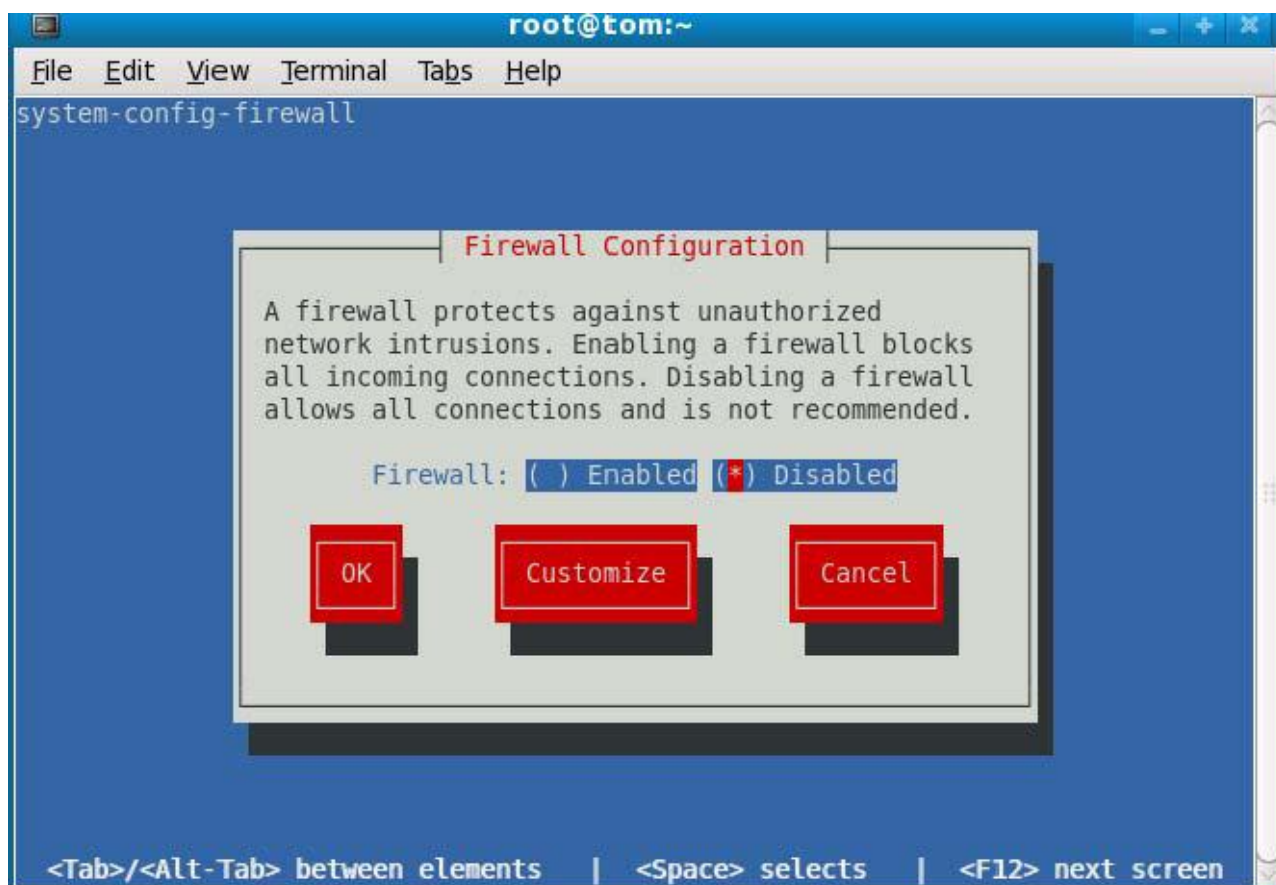 root@tom:~
File Edit View Terminal Tabs Help
system-config-firewall
Firewall Configuration
A firewall protects against unauthorized
network intrusions. Enabling a firewall blocks
all incoming connections. Disabling a firewall
allows all connections and is not recommended.
Firewall: ( ) Enabled (*) Disabled
OK Customize Cancel
<Tab>/<Alt-Tab> between elements | <Space> selects | <F12> next screen